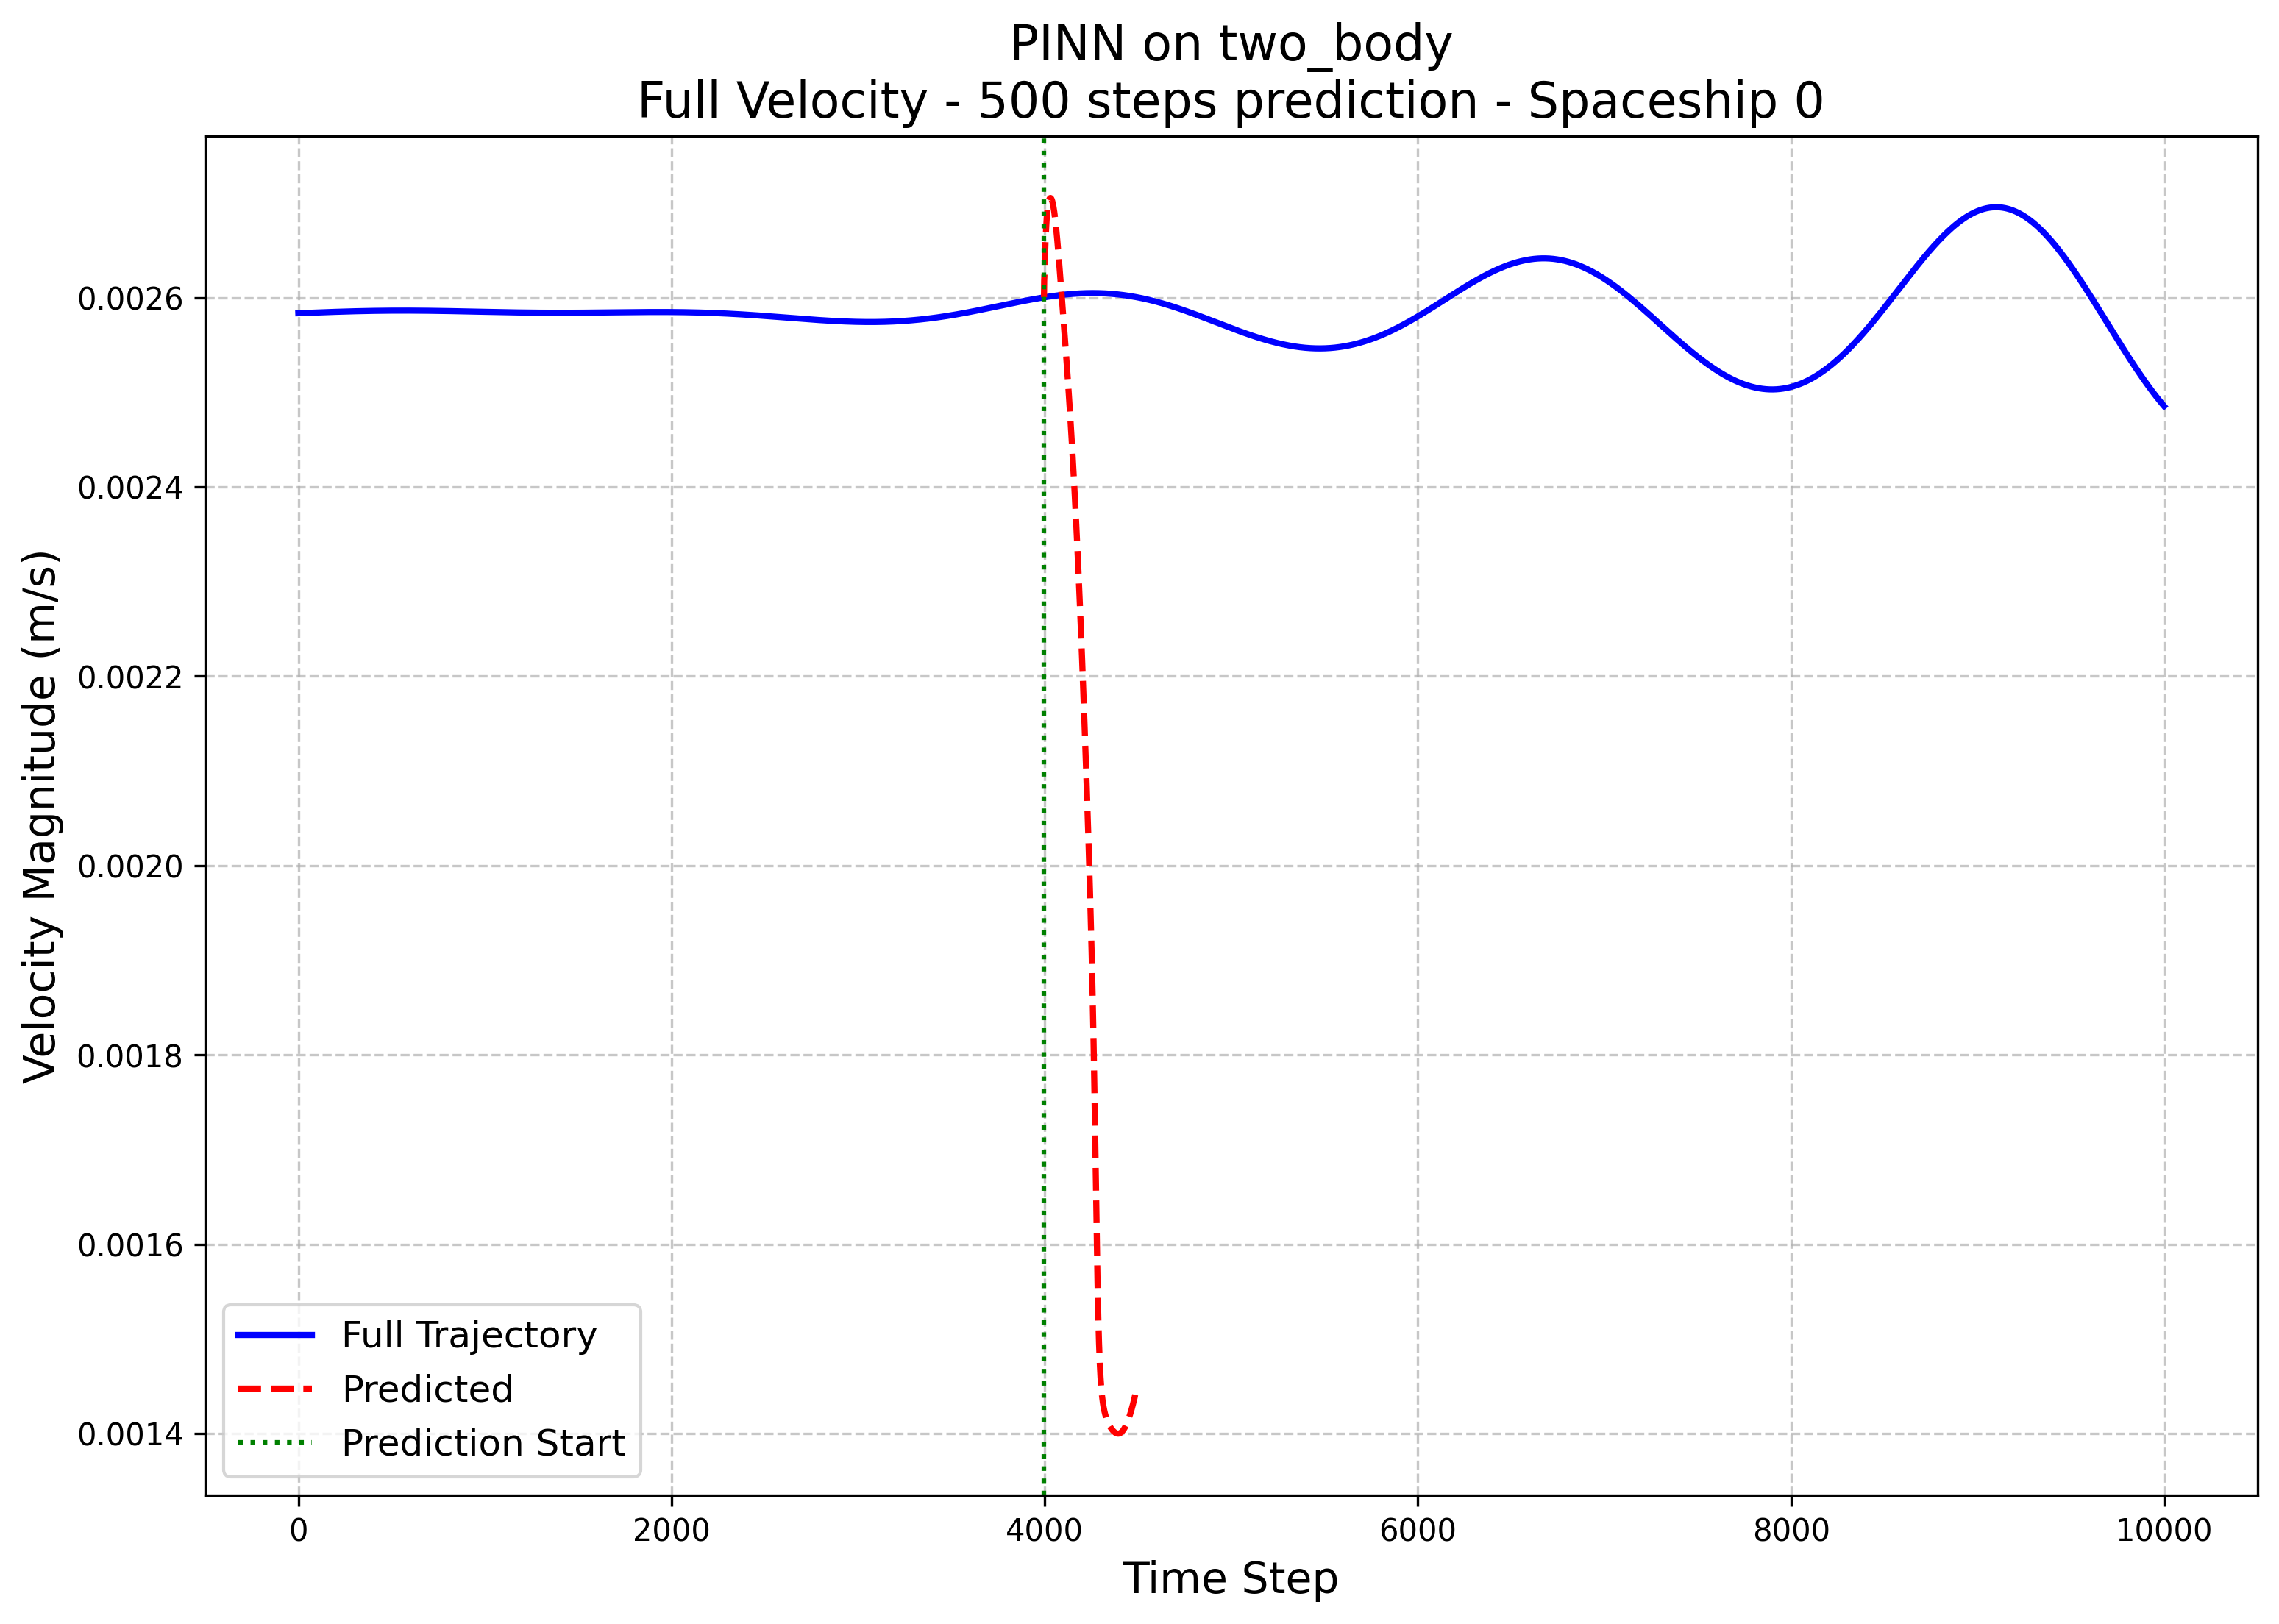 PINN on two_body
Full Velocity - 500 steps prediction - Spaceship 0
Velocity Magnitude (m/s)
0.0026
0.0024
0.0022
0.0020
0.0018
0.0016
0.0014
Full Trajectory
Predicted
Prediction Start
0 2000 4000 6000 8000 10000
Time Step